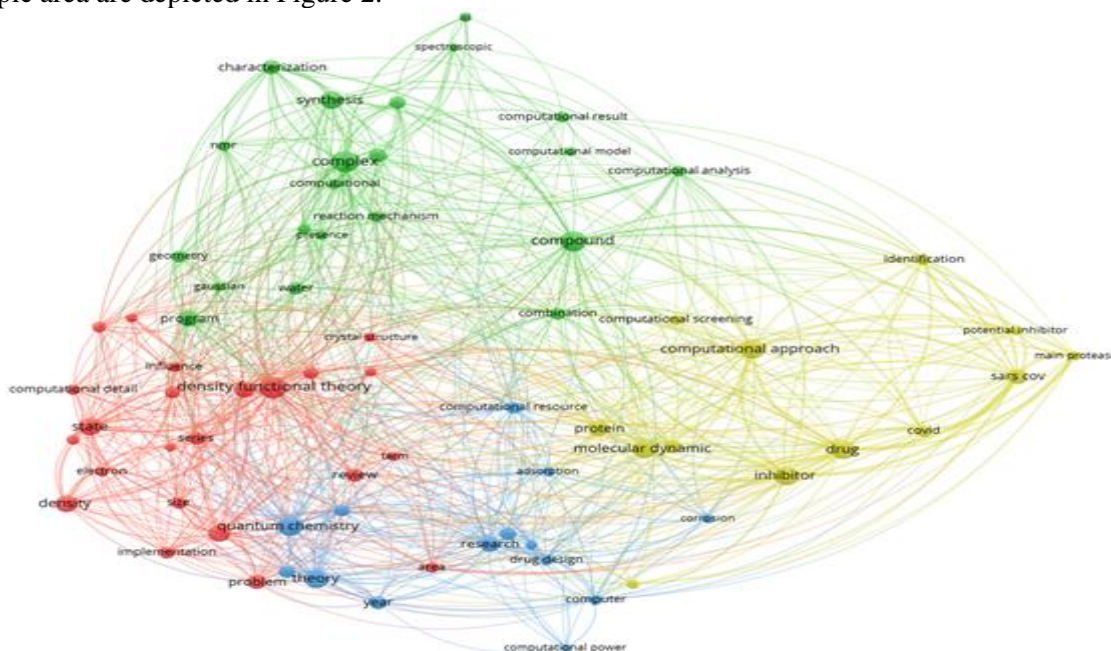 pic area are depicted in Figure 2.
spectroscopic
characterization
synthesis
computational result
nmr
computational model
complex
computational analysis
computational
reaction mechanism
presence
compound
geometry
identification
gaussian
water
combination
computational screening
program
potential inhibitor
crystal structure
computational approach
main protease
influence
sars cov
computational detail
density functional theory
computational resource
state
protein
covid
series
molecular dynamic
drug
term
electron
review
adsorption
inhibitor
density
size
corrosion
quantum chemistry
implementation
research
drug design
area
problem
theory
year
computer
computational power